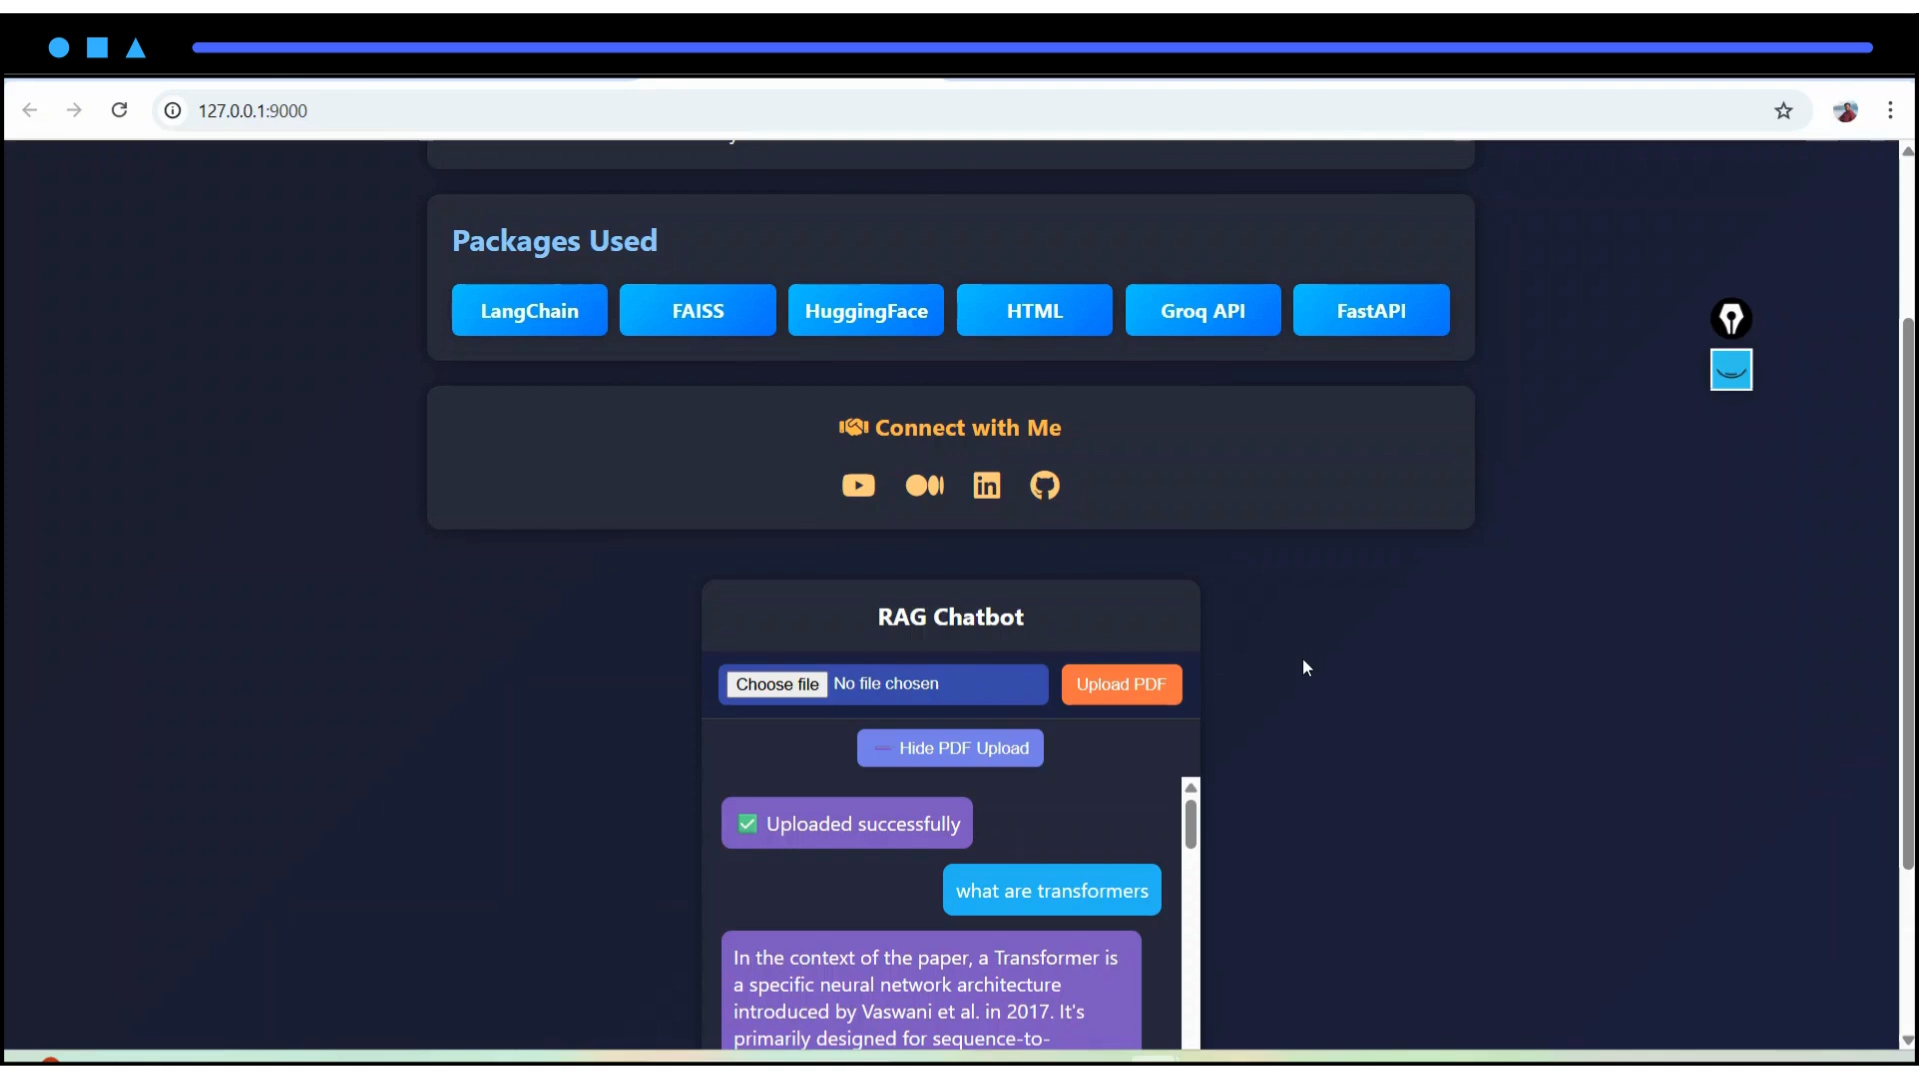 127.0.0.1:9000
Packages Used
LangChain FAISS HuggingFace HTML Groq API FastAPI
Connect with Me
in
RAG Chatbot
Choose file No file chosen Upload PDF
Hide PDF Upload
✅ Uploaded successfully
what are transformers
In the context of the paper, a Transformer is
a specific neural network architecture
introduced by Vaswani et al. in 2017. It's
primarily designed for sequence-to-